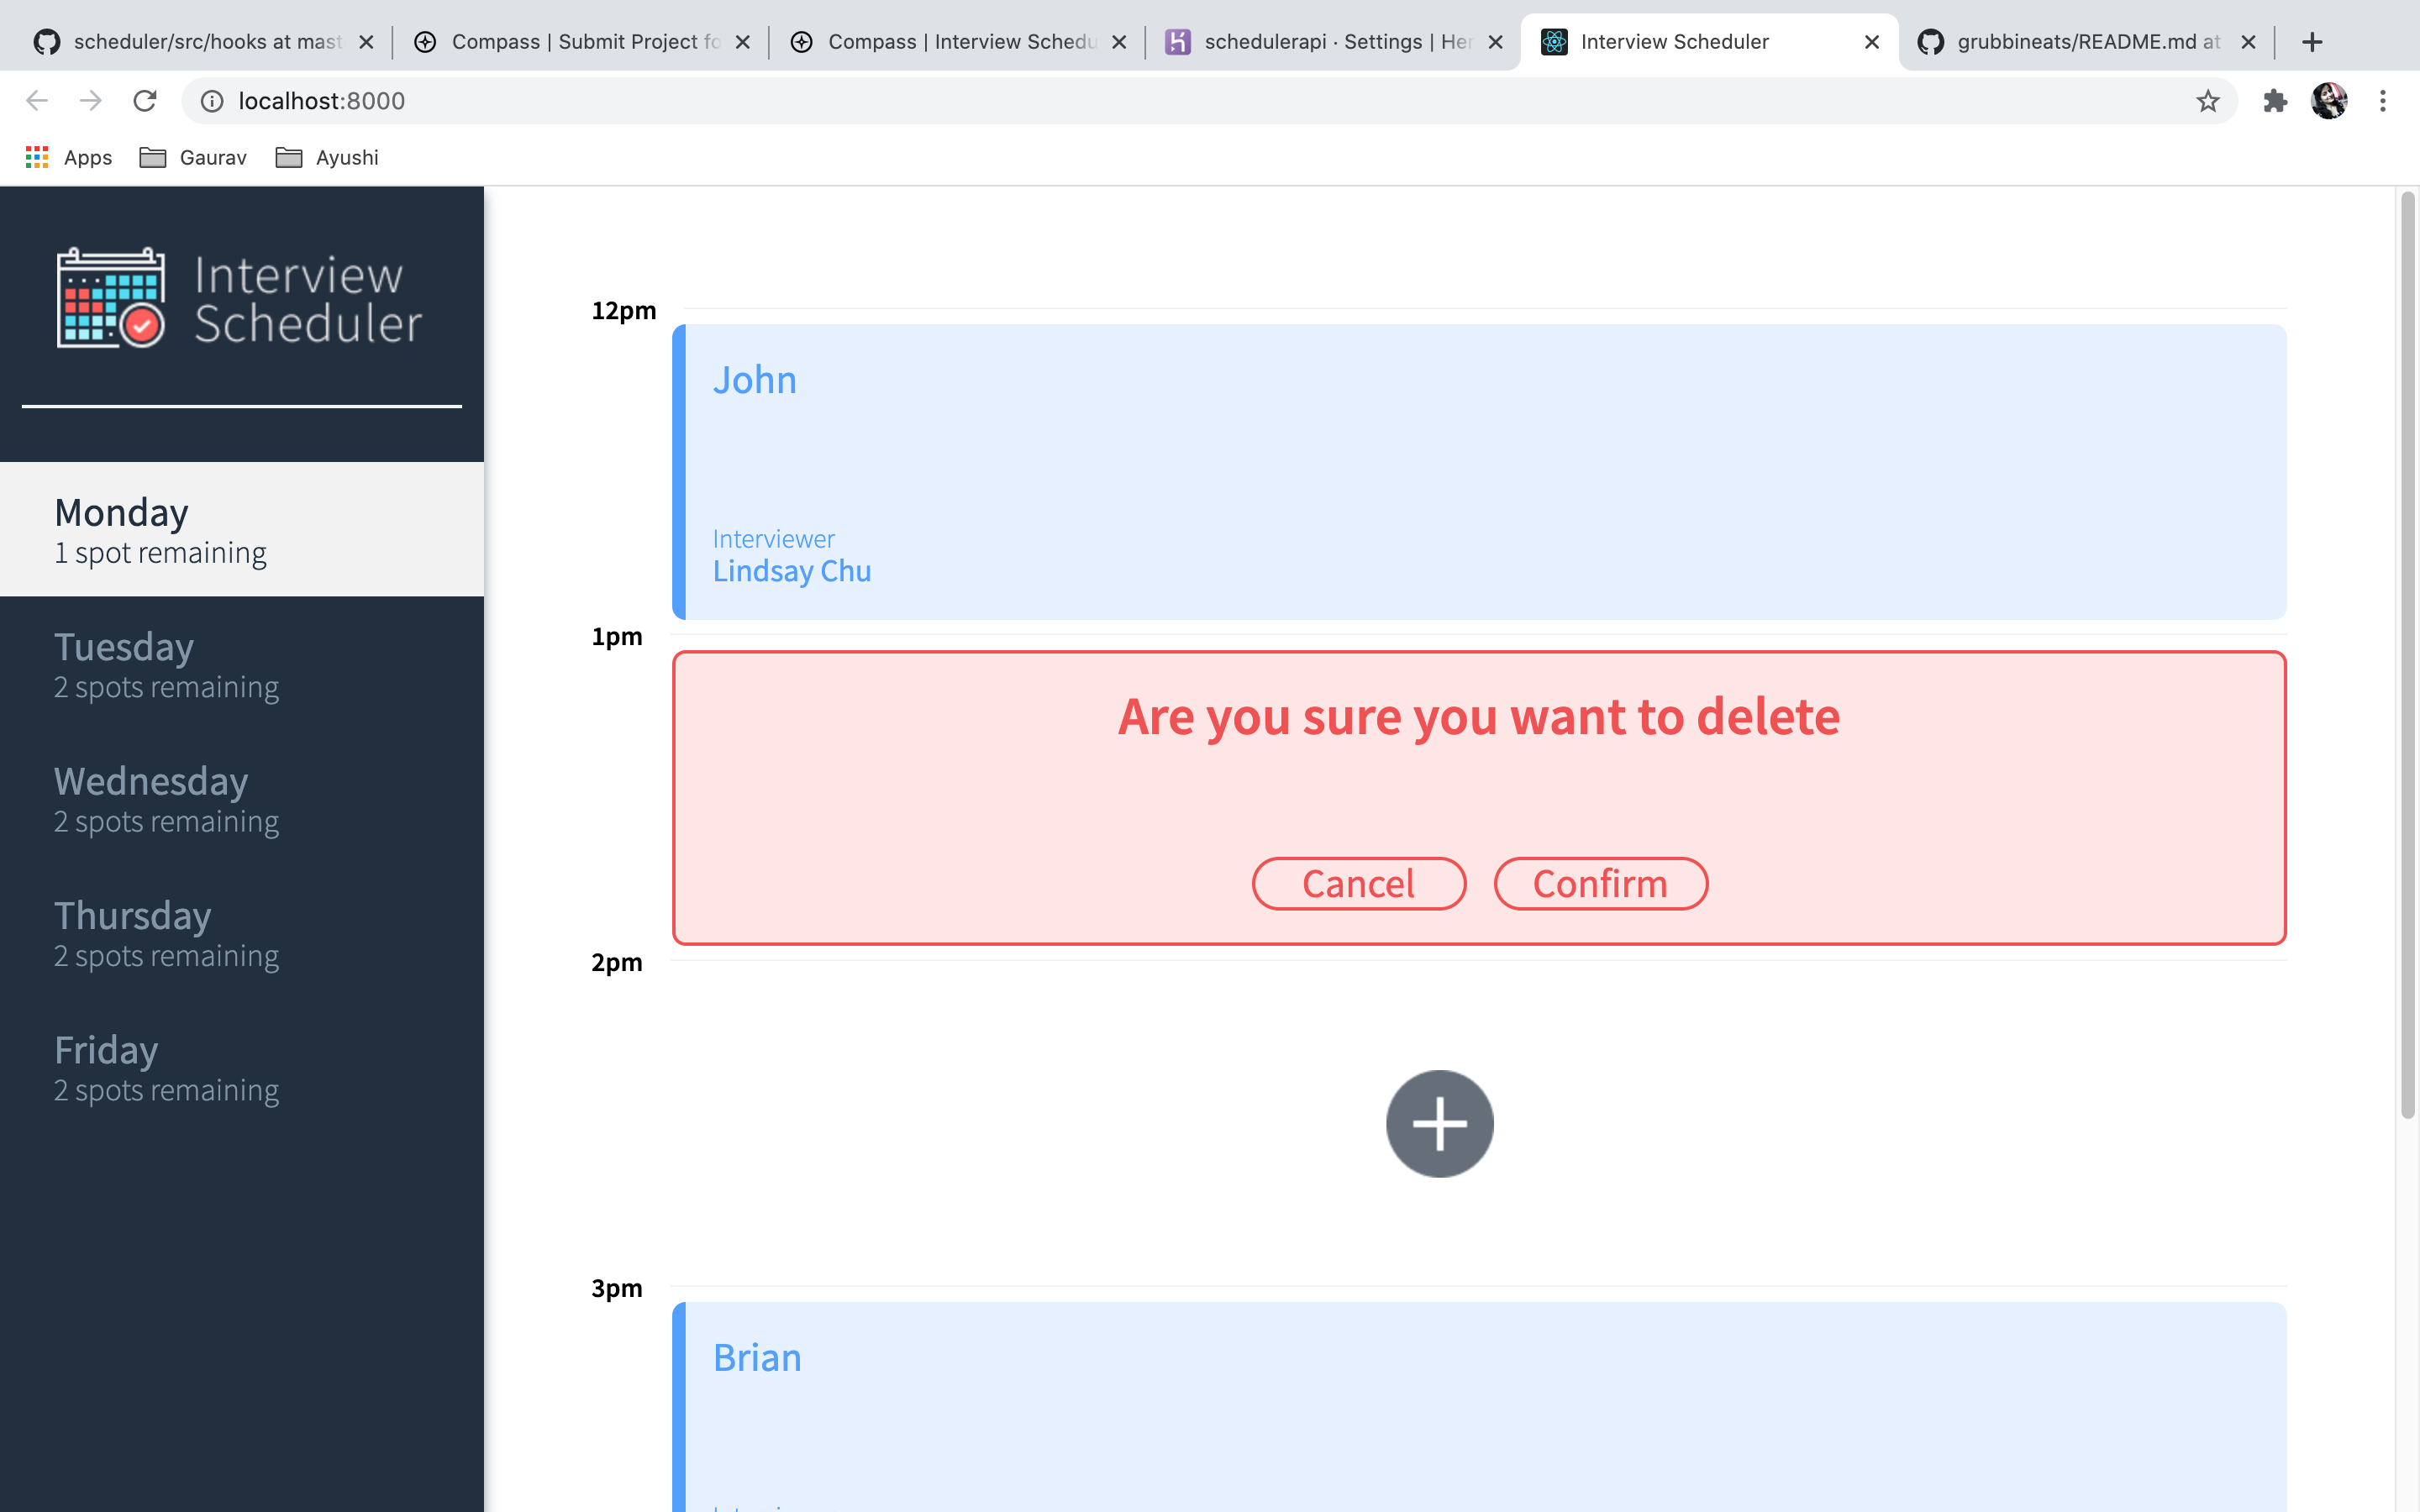 scheduler/src/hooks at mast
Compass | Submit Project fo
Compass | Interview Schedu
schedulerapi · Settings | Her
Interview Scheduler
grubbineats/README.md at
localhost:8000
Apps
Gaurav
Ayushi
Interview
Scheduler
Monday
1 spot remaining
Tuesday
2 spots remaining
Wednesday
2 spots remaining
Thursday
2 spots remaining
Friday
2 spots remaining
12pm
John
Interviewer
Lindsay Chu
1pm
Are you sure you want to delete
Cancel
Confirm
2pm
3pm
Brian